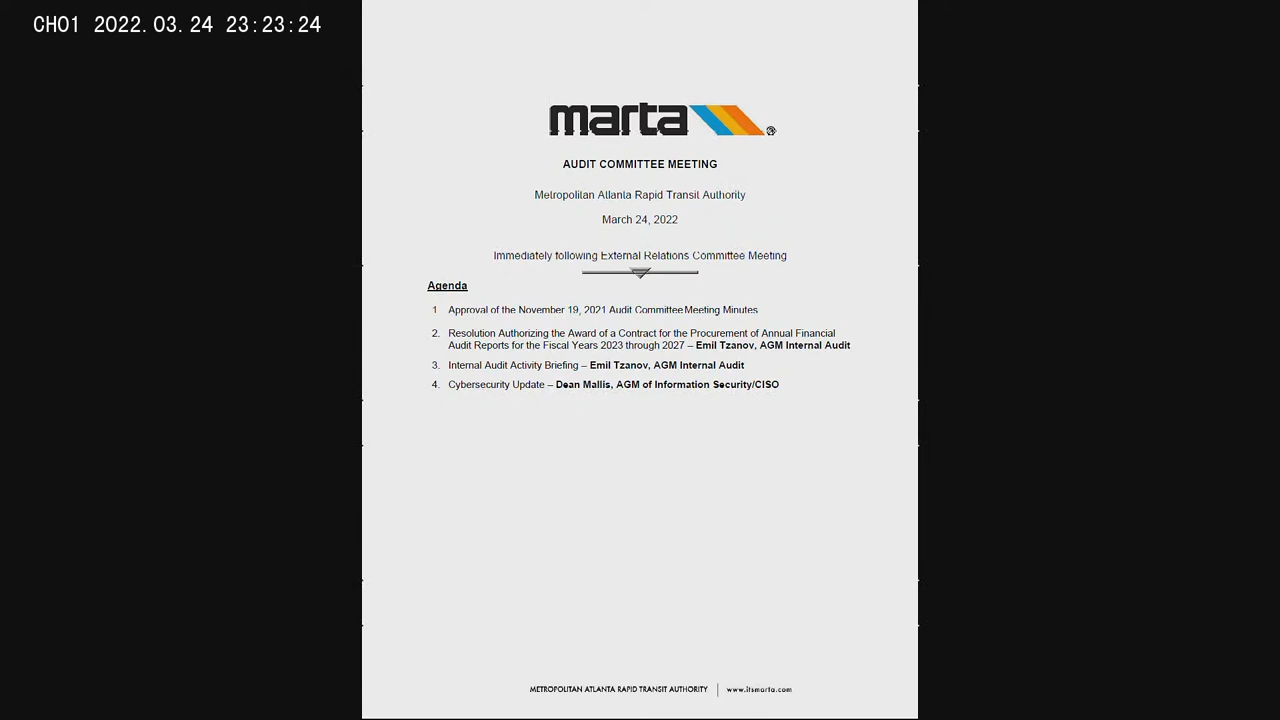 CH01 2022.03.24 23:23:24
marta ®
AUDIT COMMITTEE MEETING
Metropolitan Atlanta Rapid Transit Authority
March 24, 2022
Immediately following External Relations Committee Meeting
Agenda
1 Approval of the November 19, 2021 Audit Committee Meeting Minutes
2. Resolution Authorizing the Award of a Contract for the Procurement of Annual Financial
Audit Reports for the Fiscal Years 2023 through 2027 – Emil Tzanov, AGM Internal Audit
3. Internal Audit Activity Briefing – Emil Tzanov, AGM Internal Audit
4. Cybersecurity Update – Dean Mallis, AGM of Information Security/CISO
METROPOLITAN ATLANTA RAPID TRANSIT AUTHORITY | www.itsmarta.com